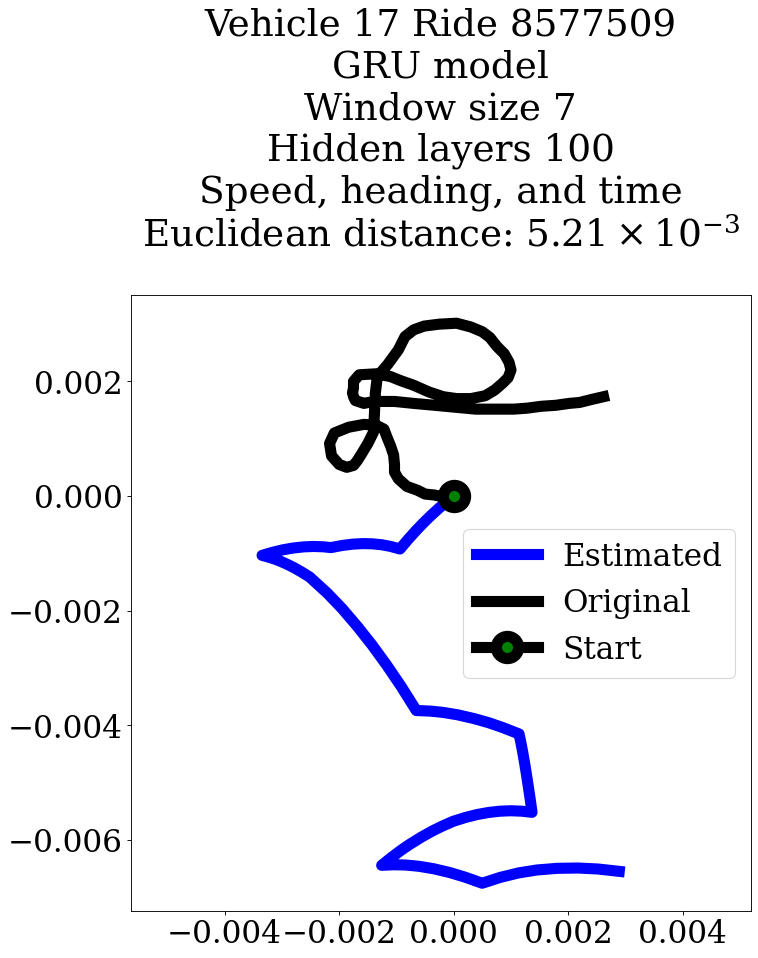 Vehicle 17 Ride 8577509
GRU model
Window size 7
Hidden layers 100
Speed, heading, and time
Euclidean distance: 5.21 × 10⁻³
0.002
0.000
−0.002
−0.004
−0.006
Estimated
Original
Start
−0.004 −0.002 0.000 0.002 0.004